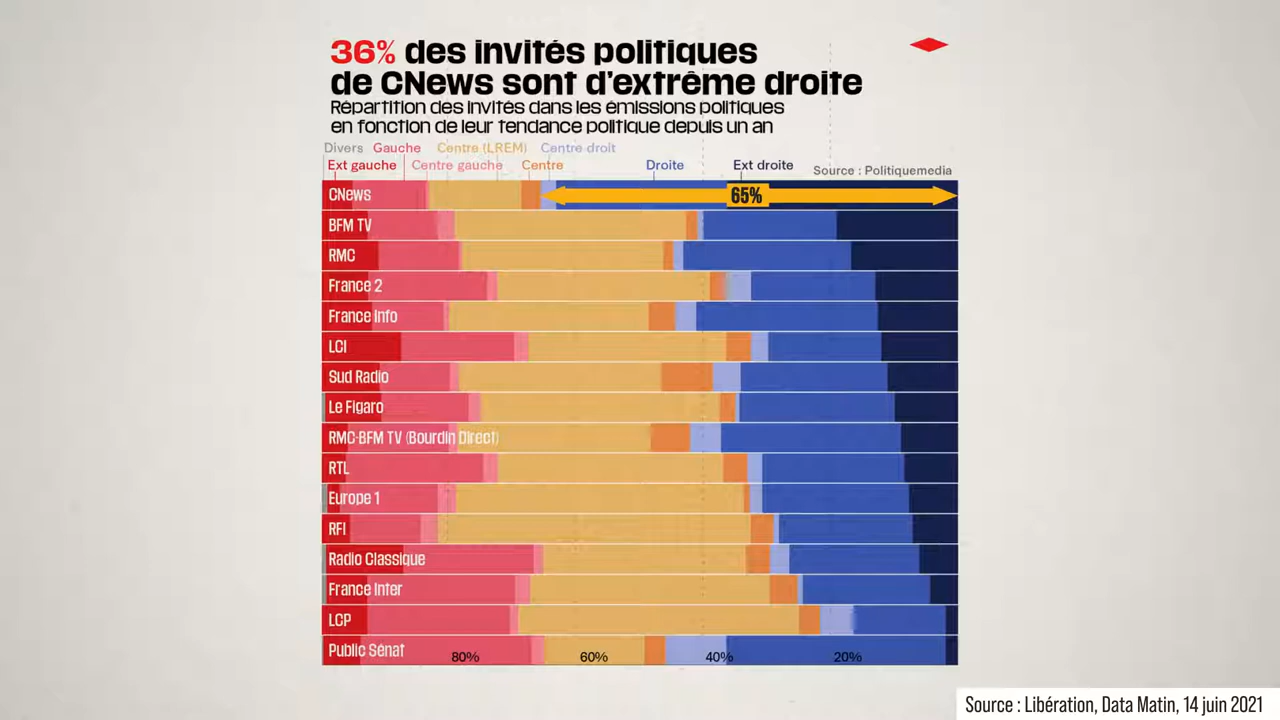 36% des invités politiques
de CNews sont d'extrême droite
Répartition des invités dans les émissions politiques
en fonction de leur tendance politique depuis un an
Divers Gauche Centre (LREM) Centre droit
Ext gauche Centre gauche Centre Droite Ext droite Source : Politiquemedia
CNews 65%
BFM TV
RMC
France 2
France Info
LCI
Sud Radio
Le Figaro
RMC-BFM TV (Bourdin Direct)
RTL
Europe 1
RFI
Radio Classique
France Inter
LCP
Public Sénat
80% 60% 40% 20%
Source : Libération, Data Matin, 14 juin 2021